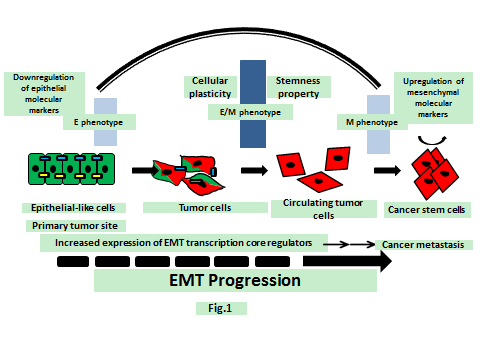 Downregulation
of epithelial
molecular
markers
Cellular
plasticity
Stemness
property
Upregulation of
mesenchymal
molecular
markers
E phenotype
E/M phenotype
M phenotype
Epithelial-like cells
Tumor cells
Circulating tumor
cells
Cancer stem cells
Primary tumor site
Increased expression of EMT transcription core regulators
Cancer metastasis
EMT Progression
Fig.1